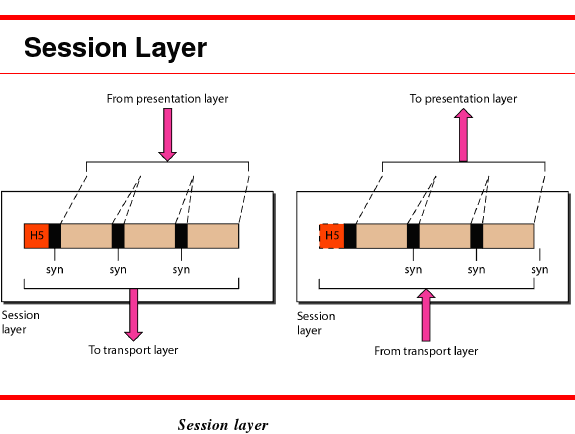 Session Layer
From presentation layer
To presentation layer
H5
H5
syn
syn
syn
syn
syn
syn
Session
layer
Session
layer
To transport layer
From transport layer
Session layer